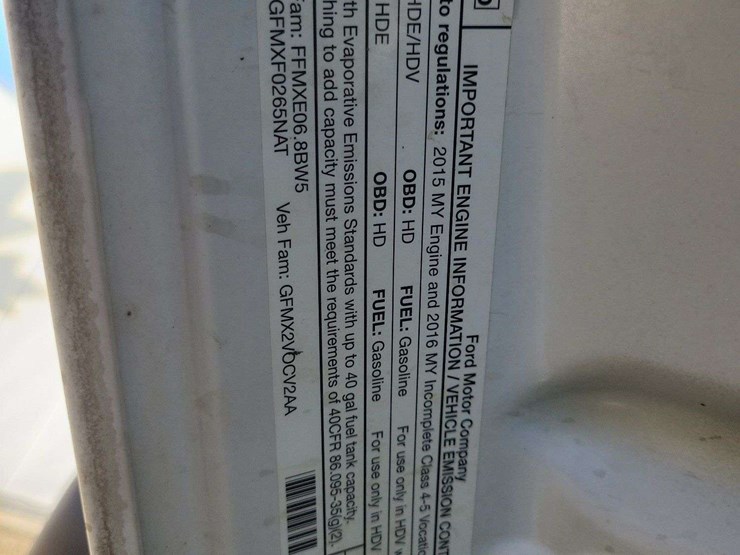 Ford Motor Company
IMPORTANT ENGINE INFORMATION / VEHICLE EMISSION CONT
to regulations: 2015 MY Engine and 2016 MY Incomplete Class 4-5 Vocatio
HDE/HDV OBD: HD FUEL: Gasoline For use only in HDV w
HDE OBD: HD FUEL: Gasoline For use only in HDV
th Evaporative Emissions Standards with up to 40 gal fuel tank capacity.
hing to add capacity must meet the requirements of 40CFR 86.095-35(g)(2).
am: FFMXE06.8BW5 Veh Fam: GFMX2VOCV2AA
GFMXF0265NAT